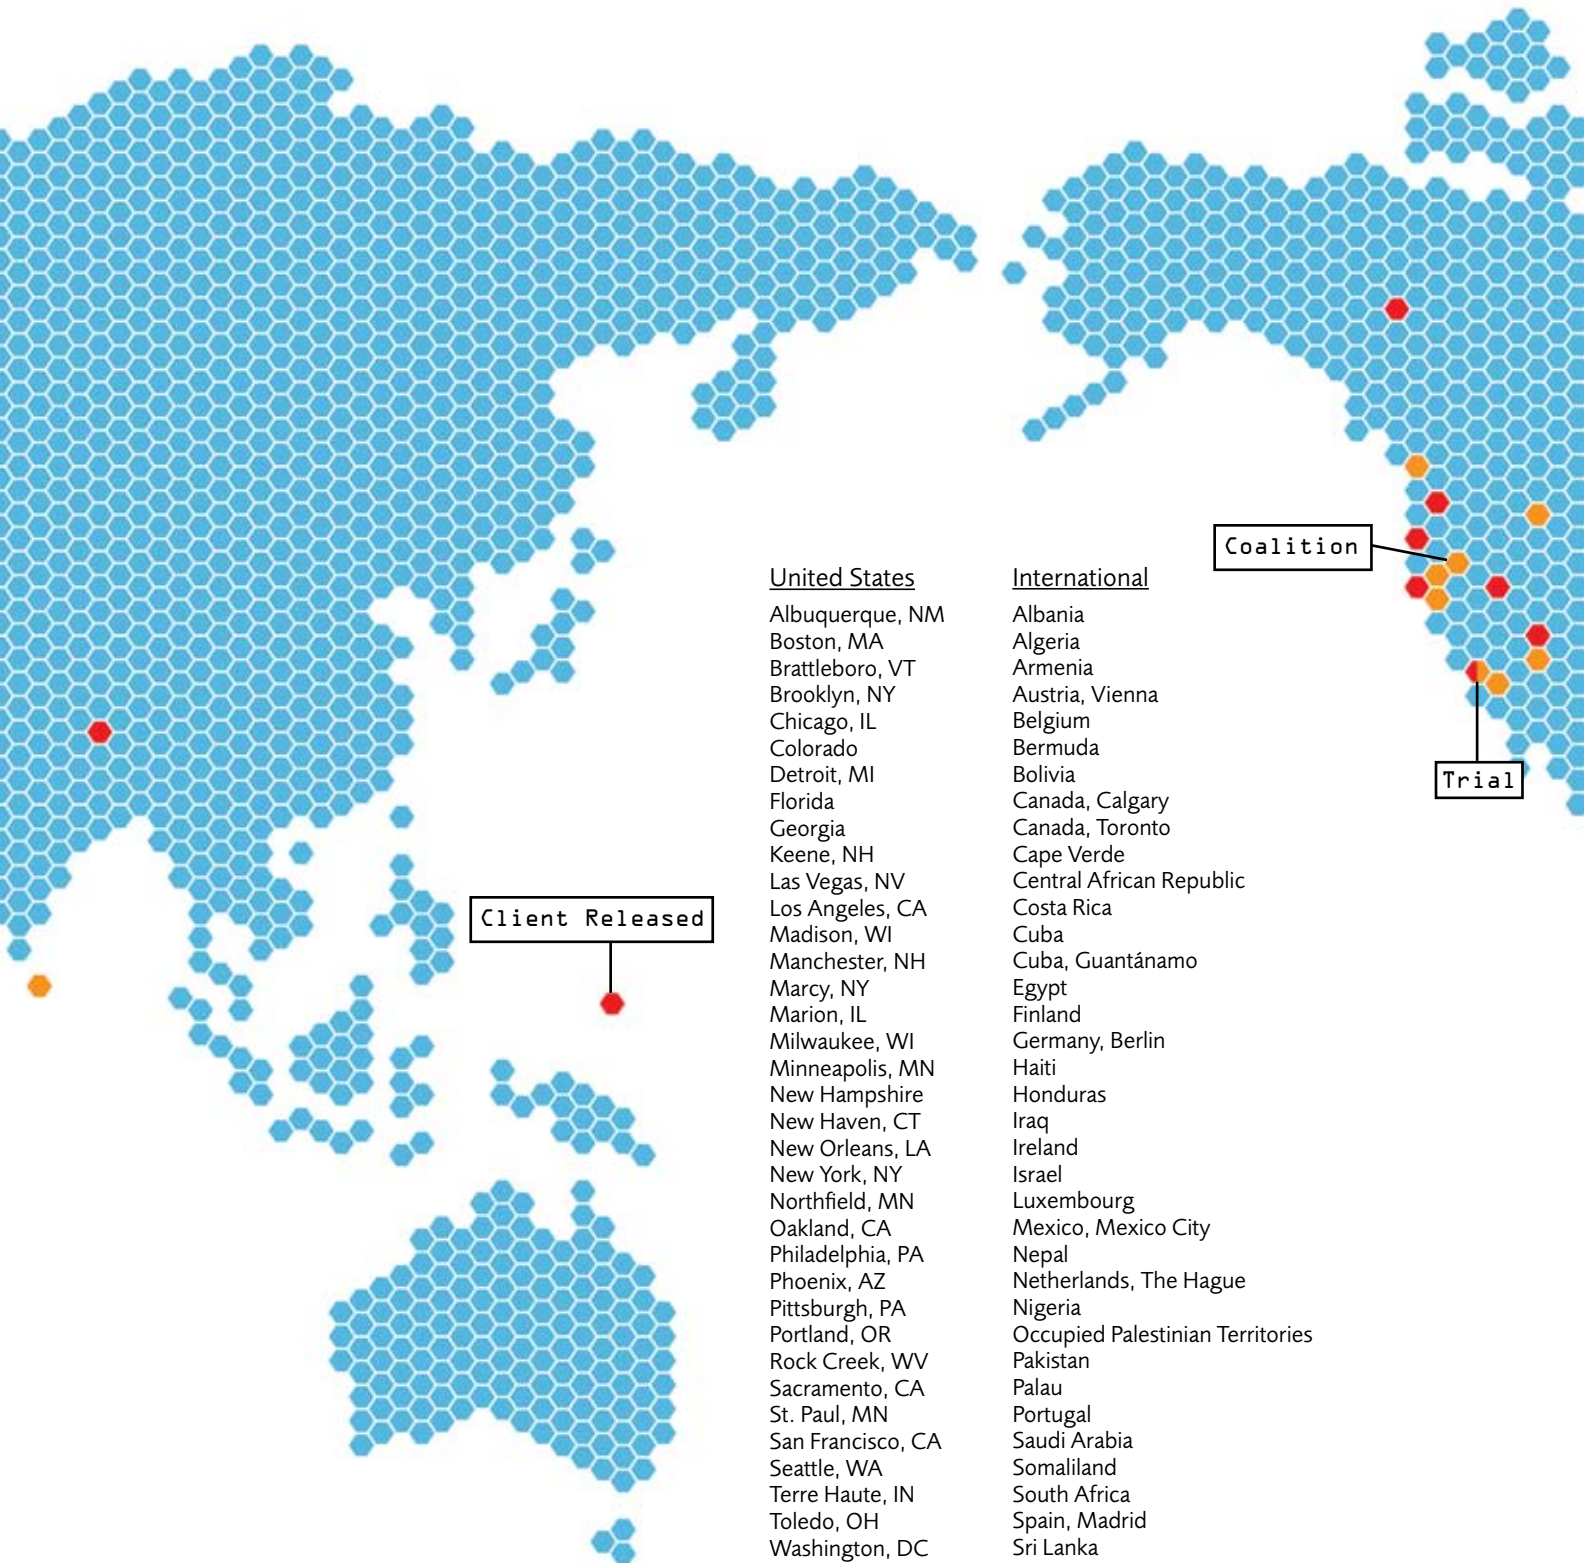 Coalition
Trial
Client Released
United States
Albuquerque, NM
Boston, MA
Brattleboro, VT
Brooklyn, NY
Chicago, IL
Colorado
Detroit, MI
Florida
Georgia
Keene, NH
Las Vegas, NV
Los Angeles, CA
Madison, WI
Manchester, NH
Marcy, NY
Marion, IL
Milwaukee, WI
Minneapolis, MN
New Hampshire
New Haven, CT
New Orleans, LA
New York, NY
Northfield, MN
Oakland, CA
Philadelphia, PA
Phoenix, AZ
Pittsburgh, PA
Portland, OR
Rock Creek, WV
Sacramento, CA
St. Paul, MN
San Francisco, CA
Seattle, WA
Terre Haute, IN
Toledo, OH
Washington, DC
International
Albania
Algeria
Armenia
Austria, Vienna
Belgium
Bermuda
Bolivia
Canada, Calgary
Canada, Toronto
Cape Verde
Central African Republic
Costa Rica
Cuba
Cuba, Guantánamo
Egypt
Finland
Germany, Berlin
Haiti
Honduras
Iraq
Ireland
Israel
Luxembourg
Mexico, Mexico City
Nepal
Netherlands, The Hague
Nigeria
Occupied Palestinian Territories
Pakistan
Palau
Portugal
Saudi Arabia
Somaliland
South Africa
Spain, Madrid
Sri Lanka